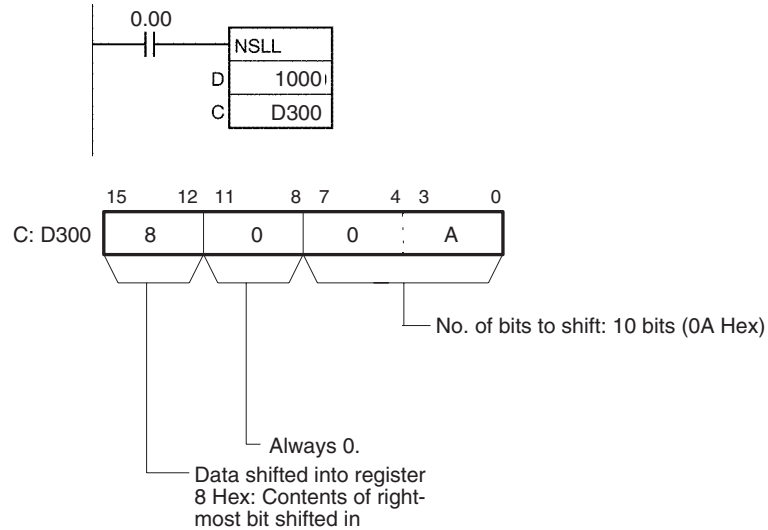 0.00
NSLL
D 1000
C D300
15 12 11 8 7 4 3 0
C: D300 8 0 0 A
No. of bits to shift: 10 bits (0A Hex)
Always 0.
Data shifted into register
8 Hex: Contents of right-
most bit shifted in